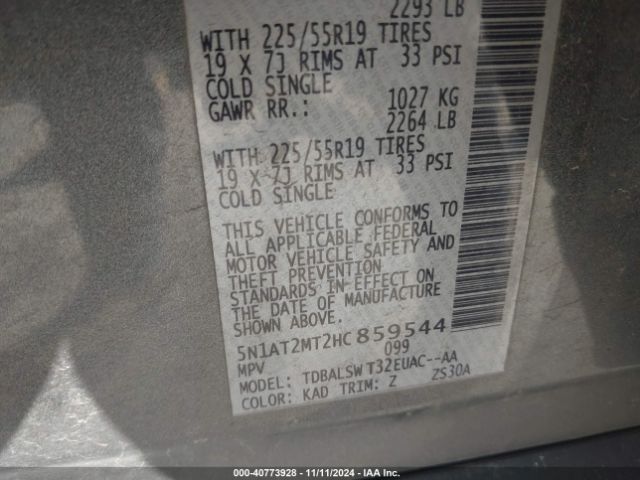 2293 LB
WITH 225/55R19 TIRES
19 X 7J RIMS AT 33 PSI
COLD SINGLE
GAWR RR.: 1027 KG
2264 LB
WITH 225/55R19 TIRES
19 X 7J RIMS AT 33 PSI
COLD SINGLE
THIS VEHICLE CONFORMS TO
ALL APPLICABLE FEDERAL
MOTOR VEHICLE SAFETY AND
THEFT PREVENTION
STANDARDS IN EFFECT ON
THE DATE OF MANUFACTURE
SHOWN ABOVE.
5N1AT2MT2HC859544
MPV 099
MODEL: TDBALSWT32EUAC--AA
COLOR: KAD TRIM: Z ZS30A
000-40773928 - 11/11/2024 - IAA Inc.